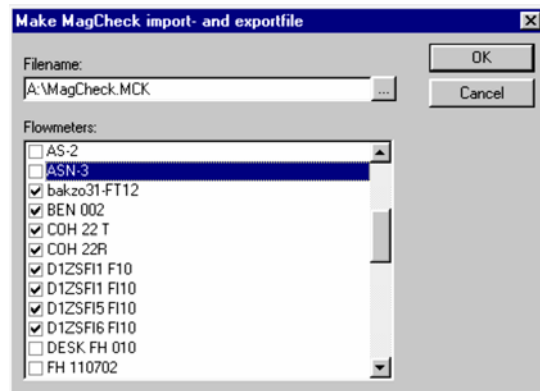 Make MagCheck import- and exportfile
Filename:
A:\MagCheck.MCK
...
OK
Cancel
Flowmeters:
AS-2
ASN-3
bakzo31-FT12
BEN 002
COH 22 T
COH 22R
D1ZSFI1 F10
D1ZSFI1 FI10
D1ZSFI5 FI10
D1ZSFI6 FI10
DESK FH 010
FH 110702